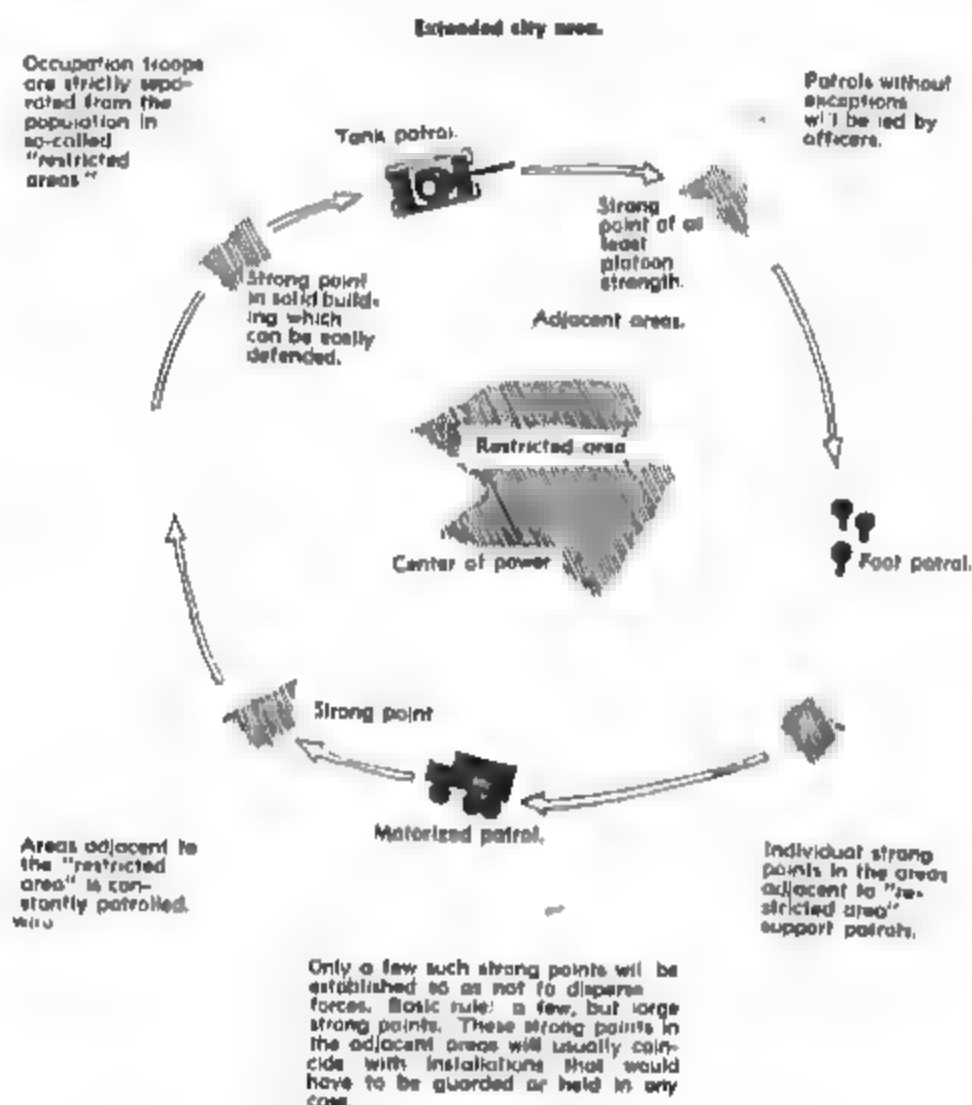 Extended city area.
Occupation troops
are strictly sepa-
rated from the
population in
so-called
"restricted
areas"
Patrols without
exceptions
will be led by
officers.
Tank patrol.
Strong
point of at
least
platoon
strength.
Strong point
in solid build-
ing which
can be easily
defended.
Adjacent areas.
Restricted area
Center of power
Foot patrol.
Strong point
Motorized patrol.
Areas adjacent to
the "restricted
area" is con-
stantly patrolled.
Individual strong
points in the areas
adjacent to "re-
stricted area"
support patrols.
Only a few such strong points will be
established so as not to disperse
forces. Basic rule: a few, but large
strong points. These strong points in
the adjacent areas will usually coin-
cide with installations that would
have to be guarded or held in any
case.